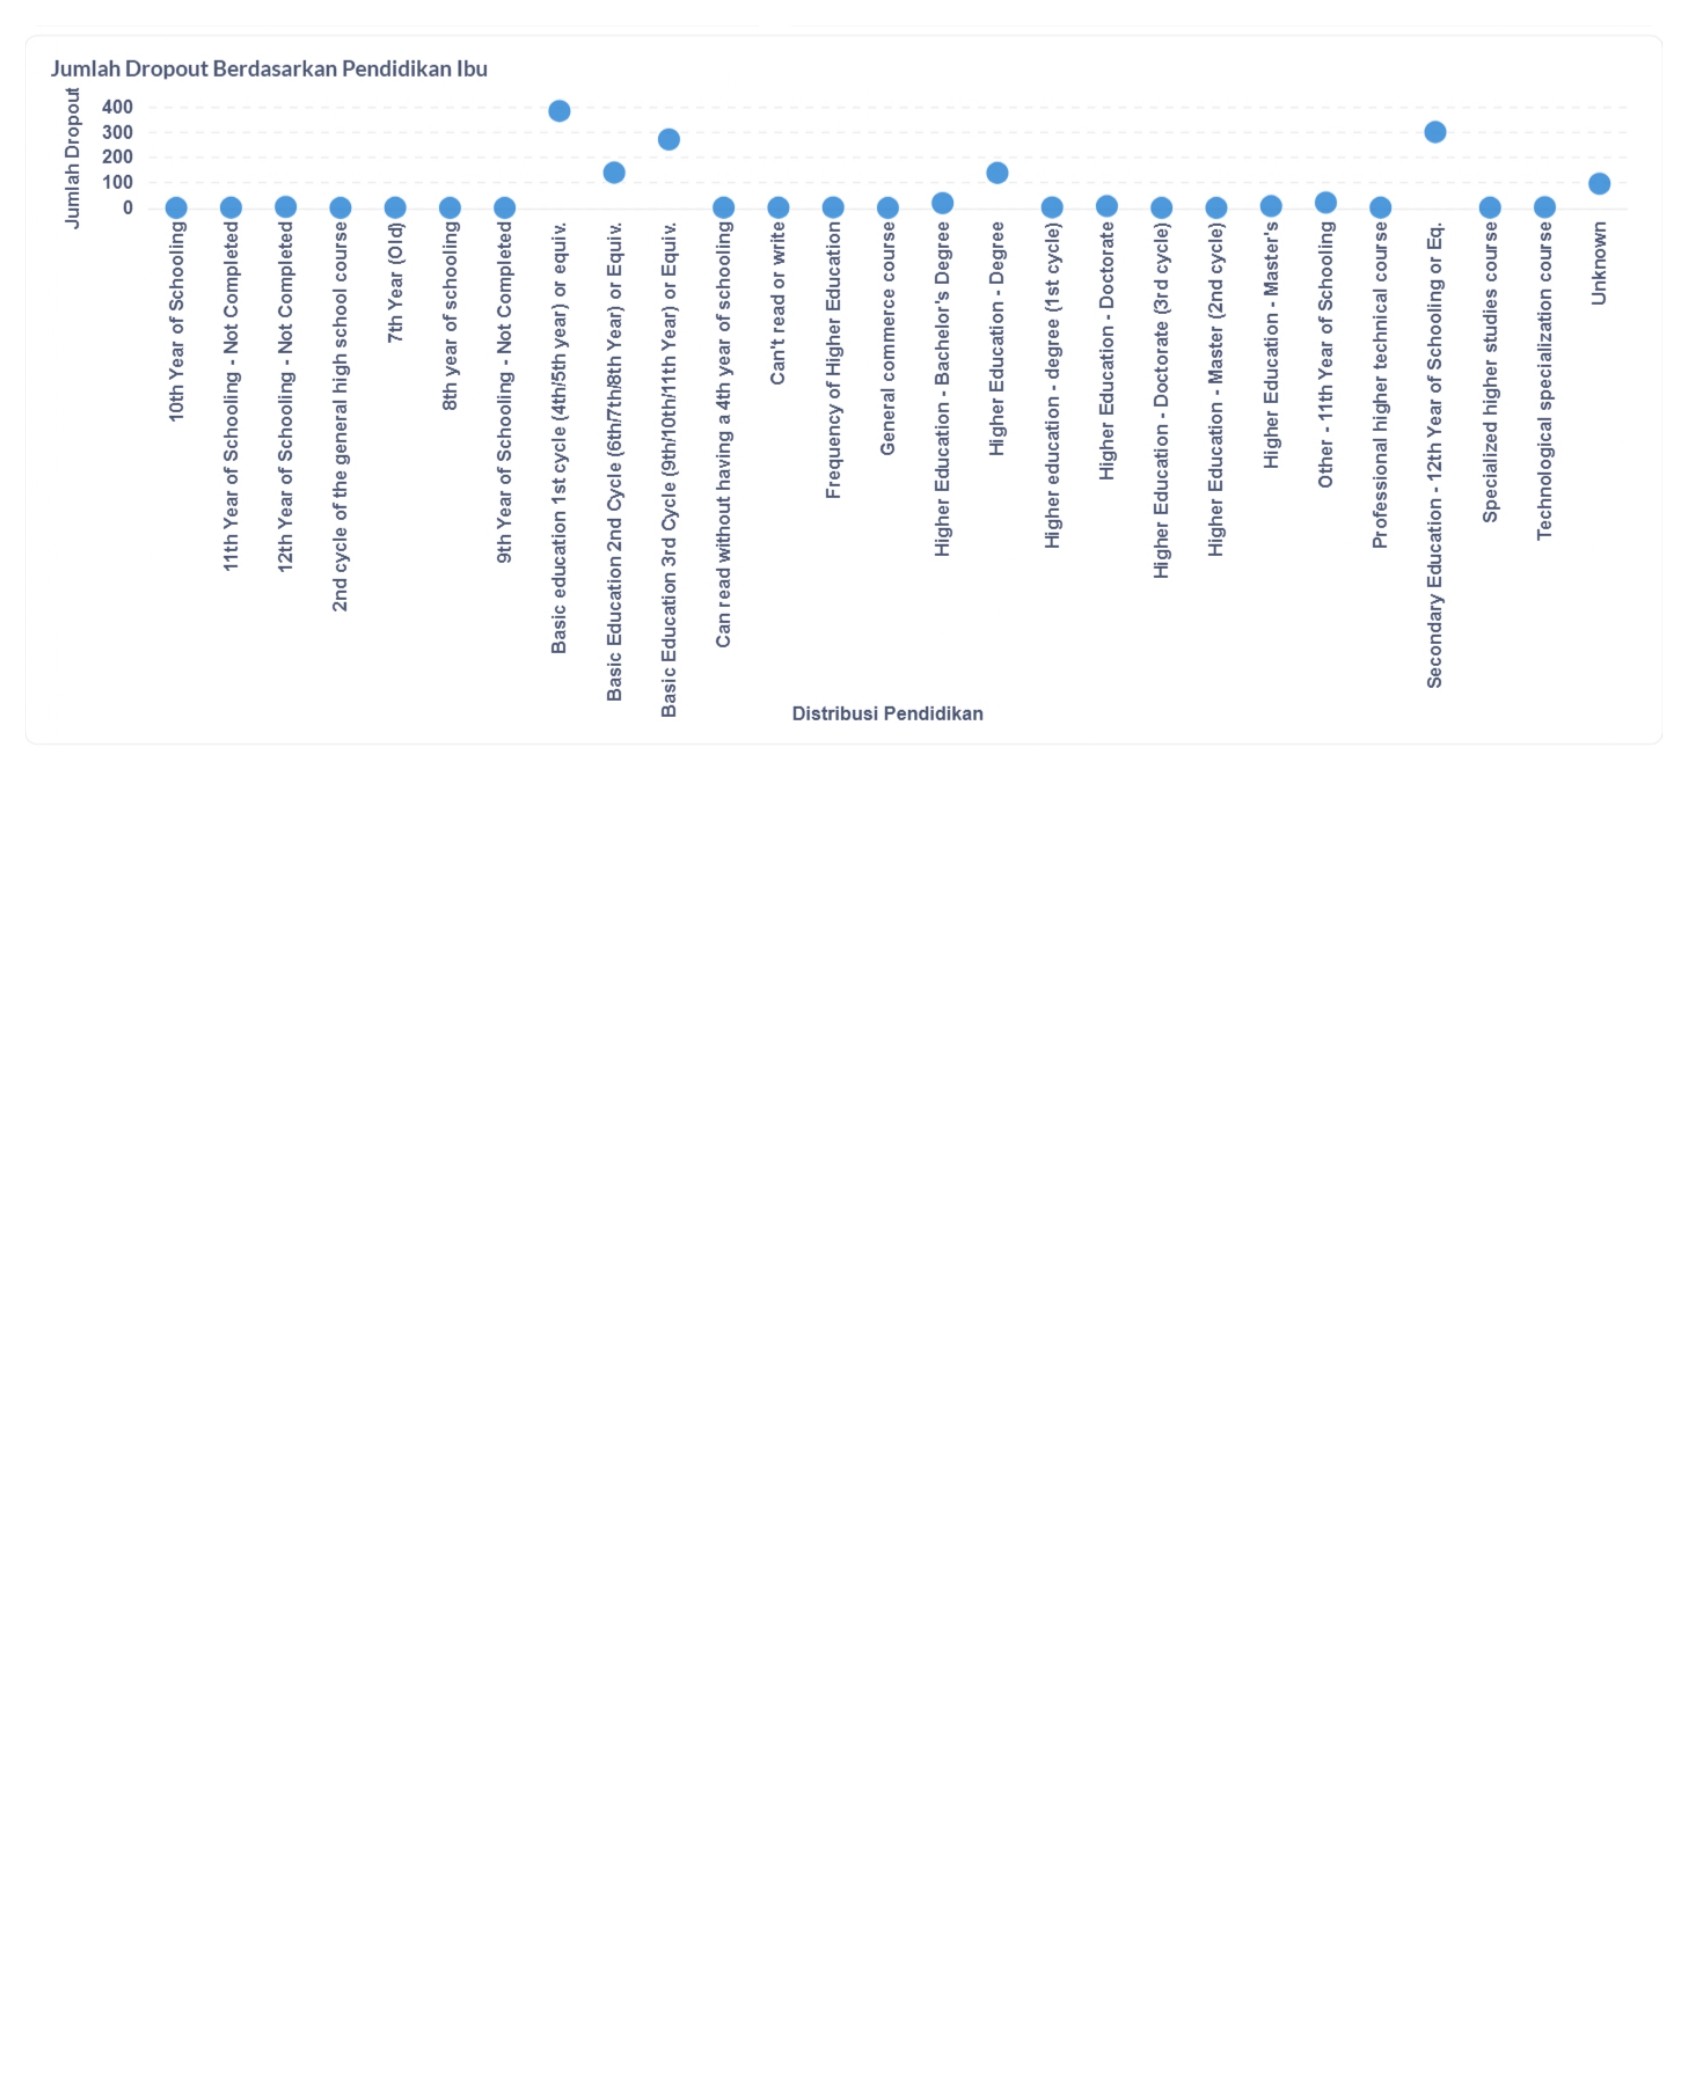 Jumlah Dropout Berdasarkan Pendidikan Ibu
Jumlah Dropout
400
300
200
100
0
10th Year of Schooling
11th Year of Schooling - Not Completed
12th Year of Schooling - Not Completed
2nd cycle of the general high school course
7th Year (Old)
8th year of schooling
9th Year of Schooling - Not Completed
Basic education 1st cycle (4th/5th year) or equiv.
Basic Education 2nd Cycle (6th/7th/8th Year) or Equiv.
Basic Education 3rd Cycle (9th/10th/11th Year) or Equiv.
Can read without having a 4th year of schooling
Can't read or write
Frequency of Higher Education
General commerce course
Higher Education - Bachelor's Degree
Higher Education - Degree
Higher education - degree (1st cycle)
Higher Education - Doctorate
Higher Education - Doctorate (3rd cycle)
Higher Education - Master (2nd cycle)
Higher Education - Master's
Other - 11th Year of Schooling
Professional higher technical course
Secondary Education - 12th Year of Schooling or Eq.
Specialized higher studies course
Technological specialization course
Unknown
Distribusi Pendidikan